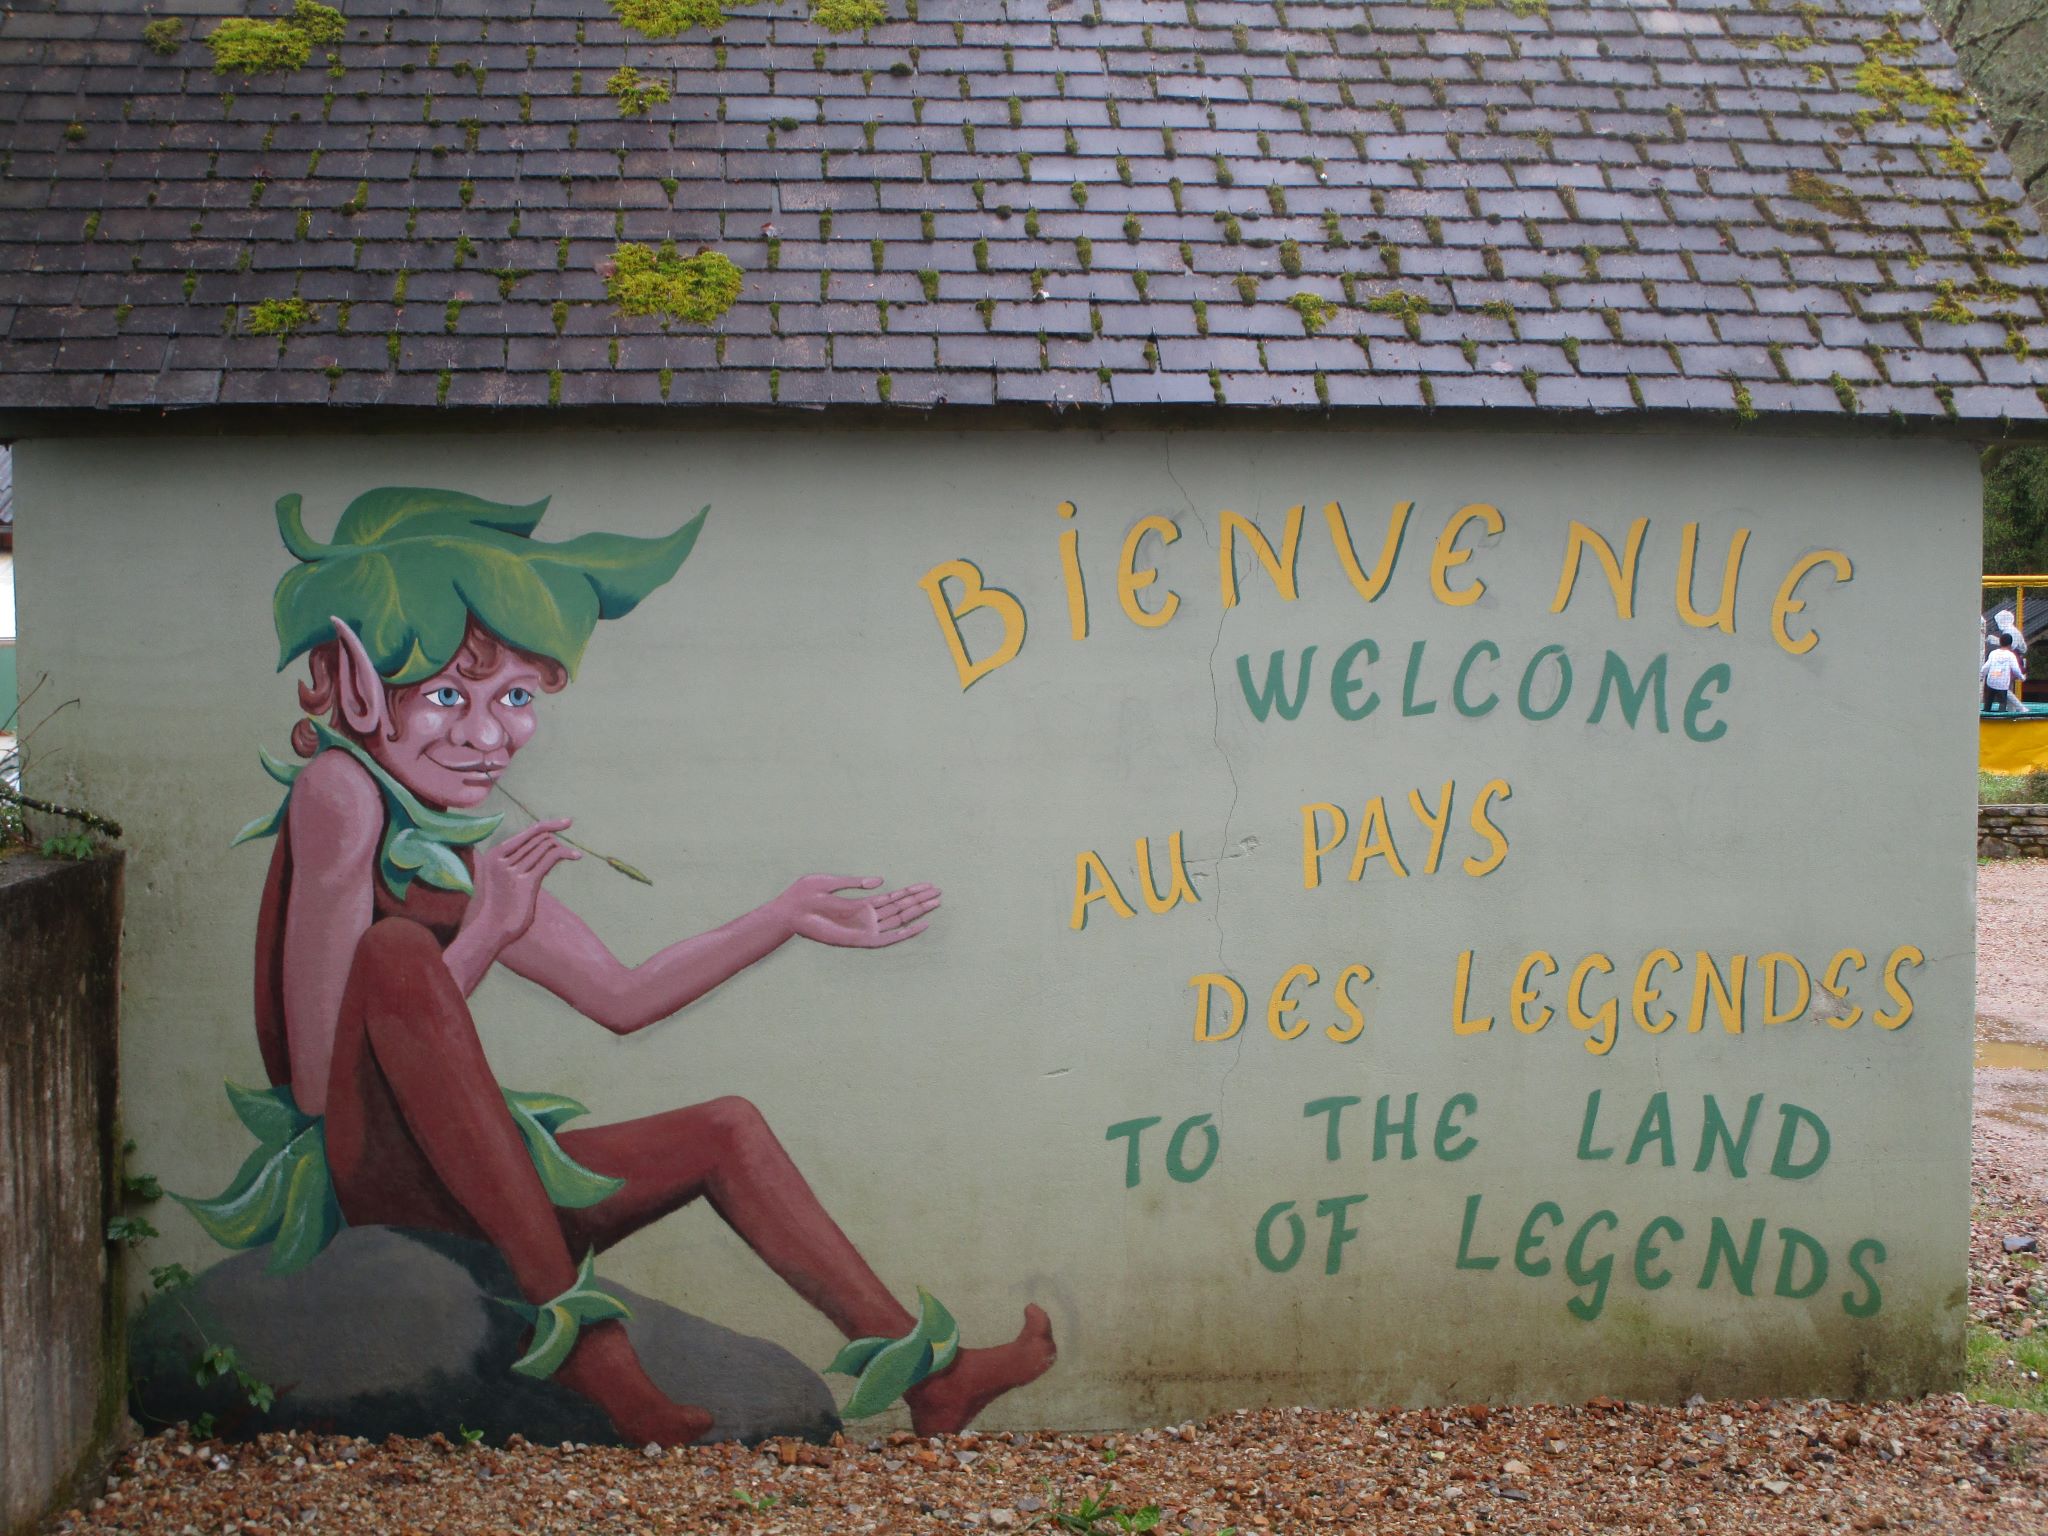 BiENVENUE
WELCOME
AU PAYS
DES LEGENDES
TO THE LAND
OF LEGENDS